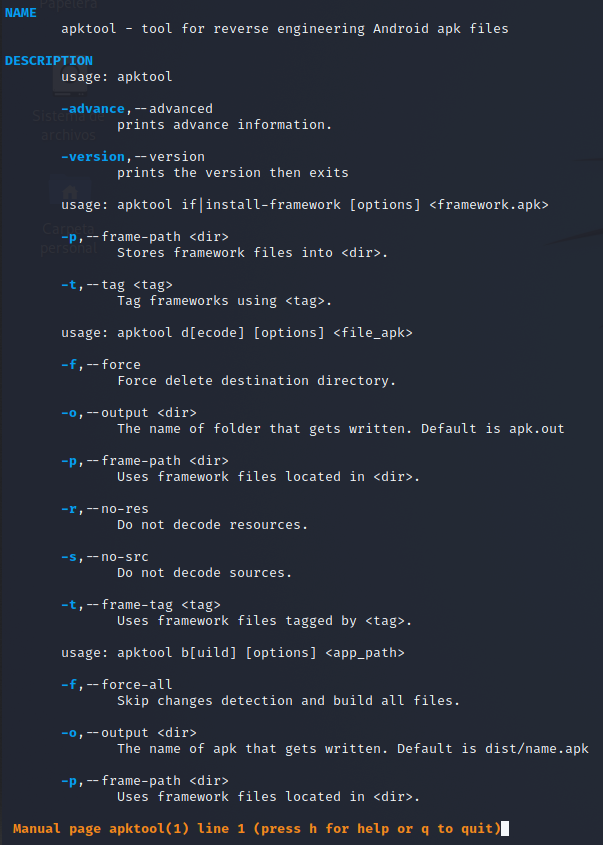 Papelera
NAME
apktool - tool for reverse engineering Android apk files
DESCRIPTION
usage: apktool
Sistema de
archivos
-advance,--advanced
prints advance information.
-version,--version
prints the version then exits
usage: apktool if|install-framework [options] <framework.apk>
Carpeta
personal
-p,--frame-path <dir>
Stores framework files into <dir>.
-t,--tag <tag>
Tag frameworks using <tag>.
usage: apktool d[ecode] [options] <file_apk>
-f,--force
Force delete destination directory.
-o,--output <dir>
The name of folder that gets written. Default is apk.out
-p,--frame-path <dir>
Uses framework files located in <dir>.
-r,--no-res
Do not decode resources.
-s,--no-src
Do not decode sources.
-t,--frame-tag <tag>
Uses framework files tagged by <tag>.
usage: apktool b[uild] [options] <app_path>
-f,--force-all
Skip changes detection and build all files.
-o,--output <dir>
The name of apk that gets written. Default is dist/name.apk
-p,--frame-path <dir>
Uses framework files located in <dir>.
Manual page apktool(1) line 1 (press h for help or q to quit)